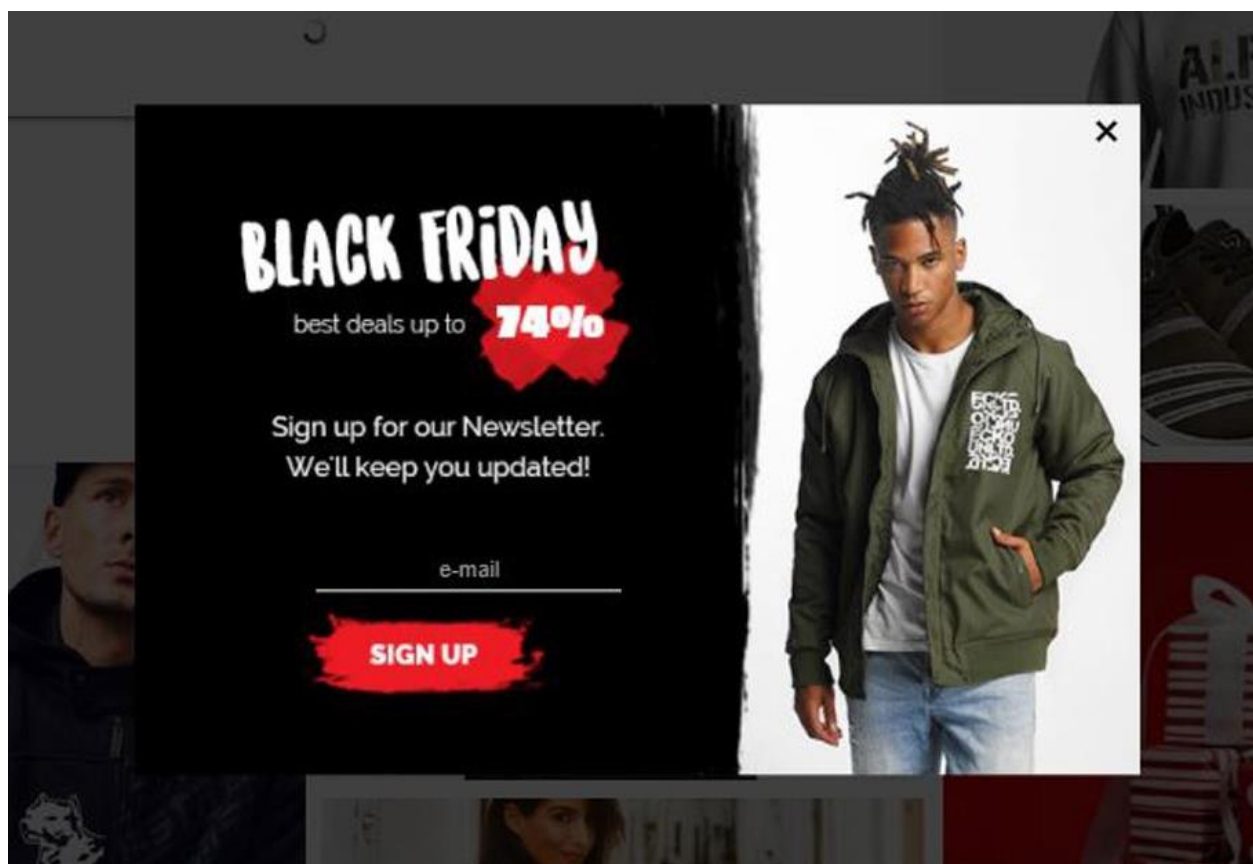 BLACK FRiDAY
best deals up to 74%
Sign up for our Newsletter.
We'll keep you updated!
e-mail
SIGN UP